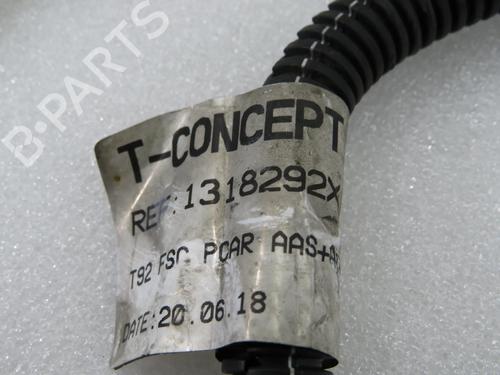 B-PARTS
T-CONCEPT
REF:1318292X
T92 FSC PCAR AAS+
DATE:20.06.18